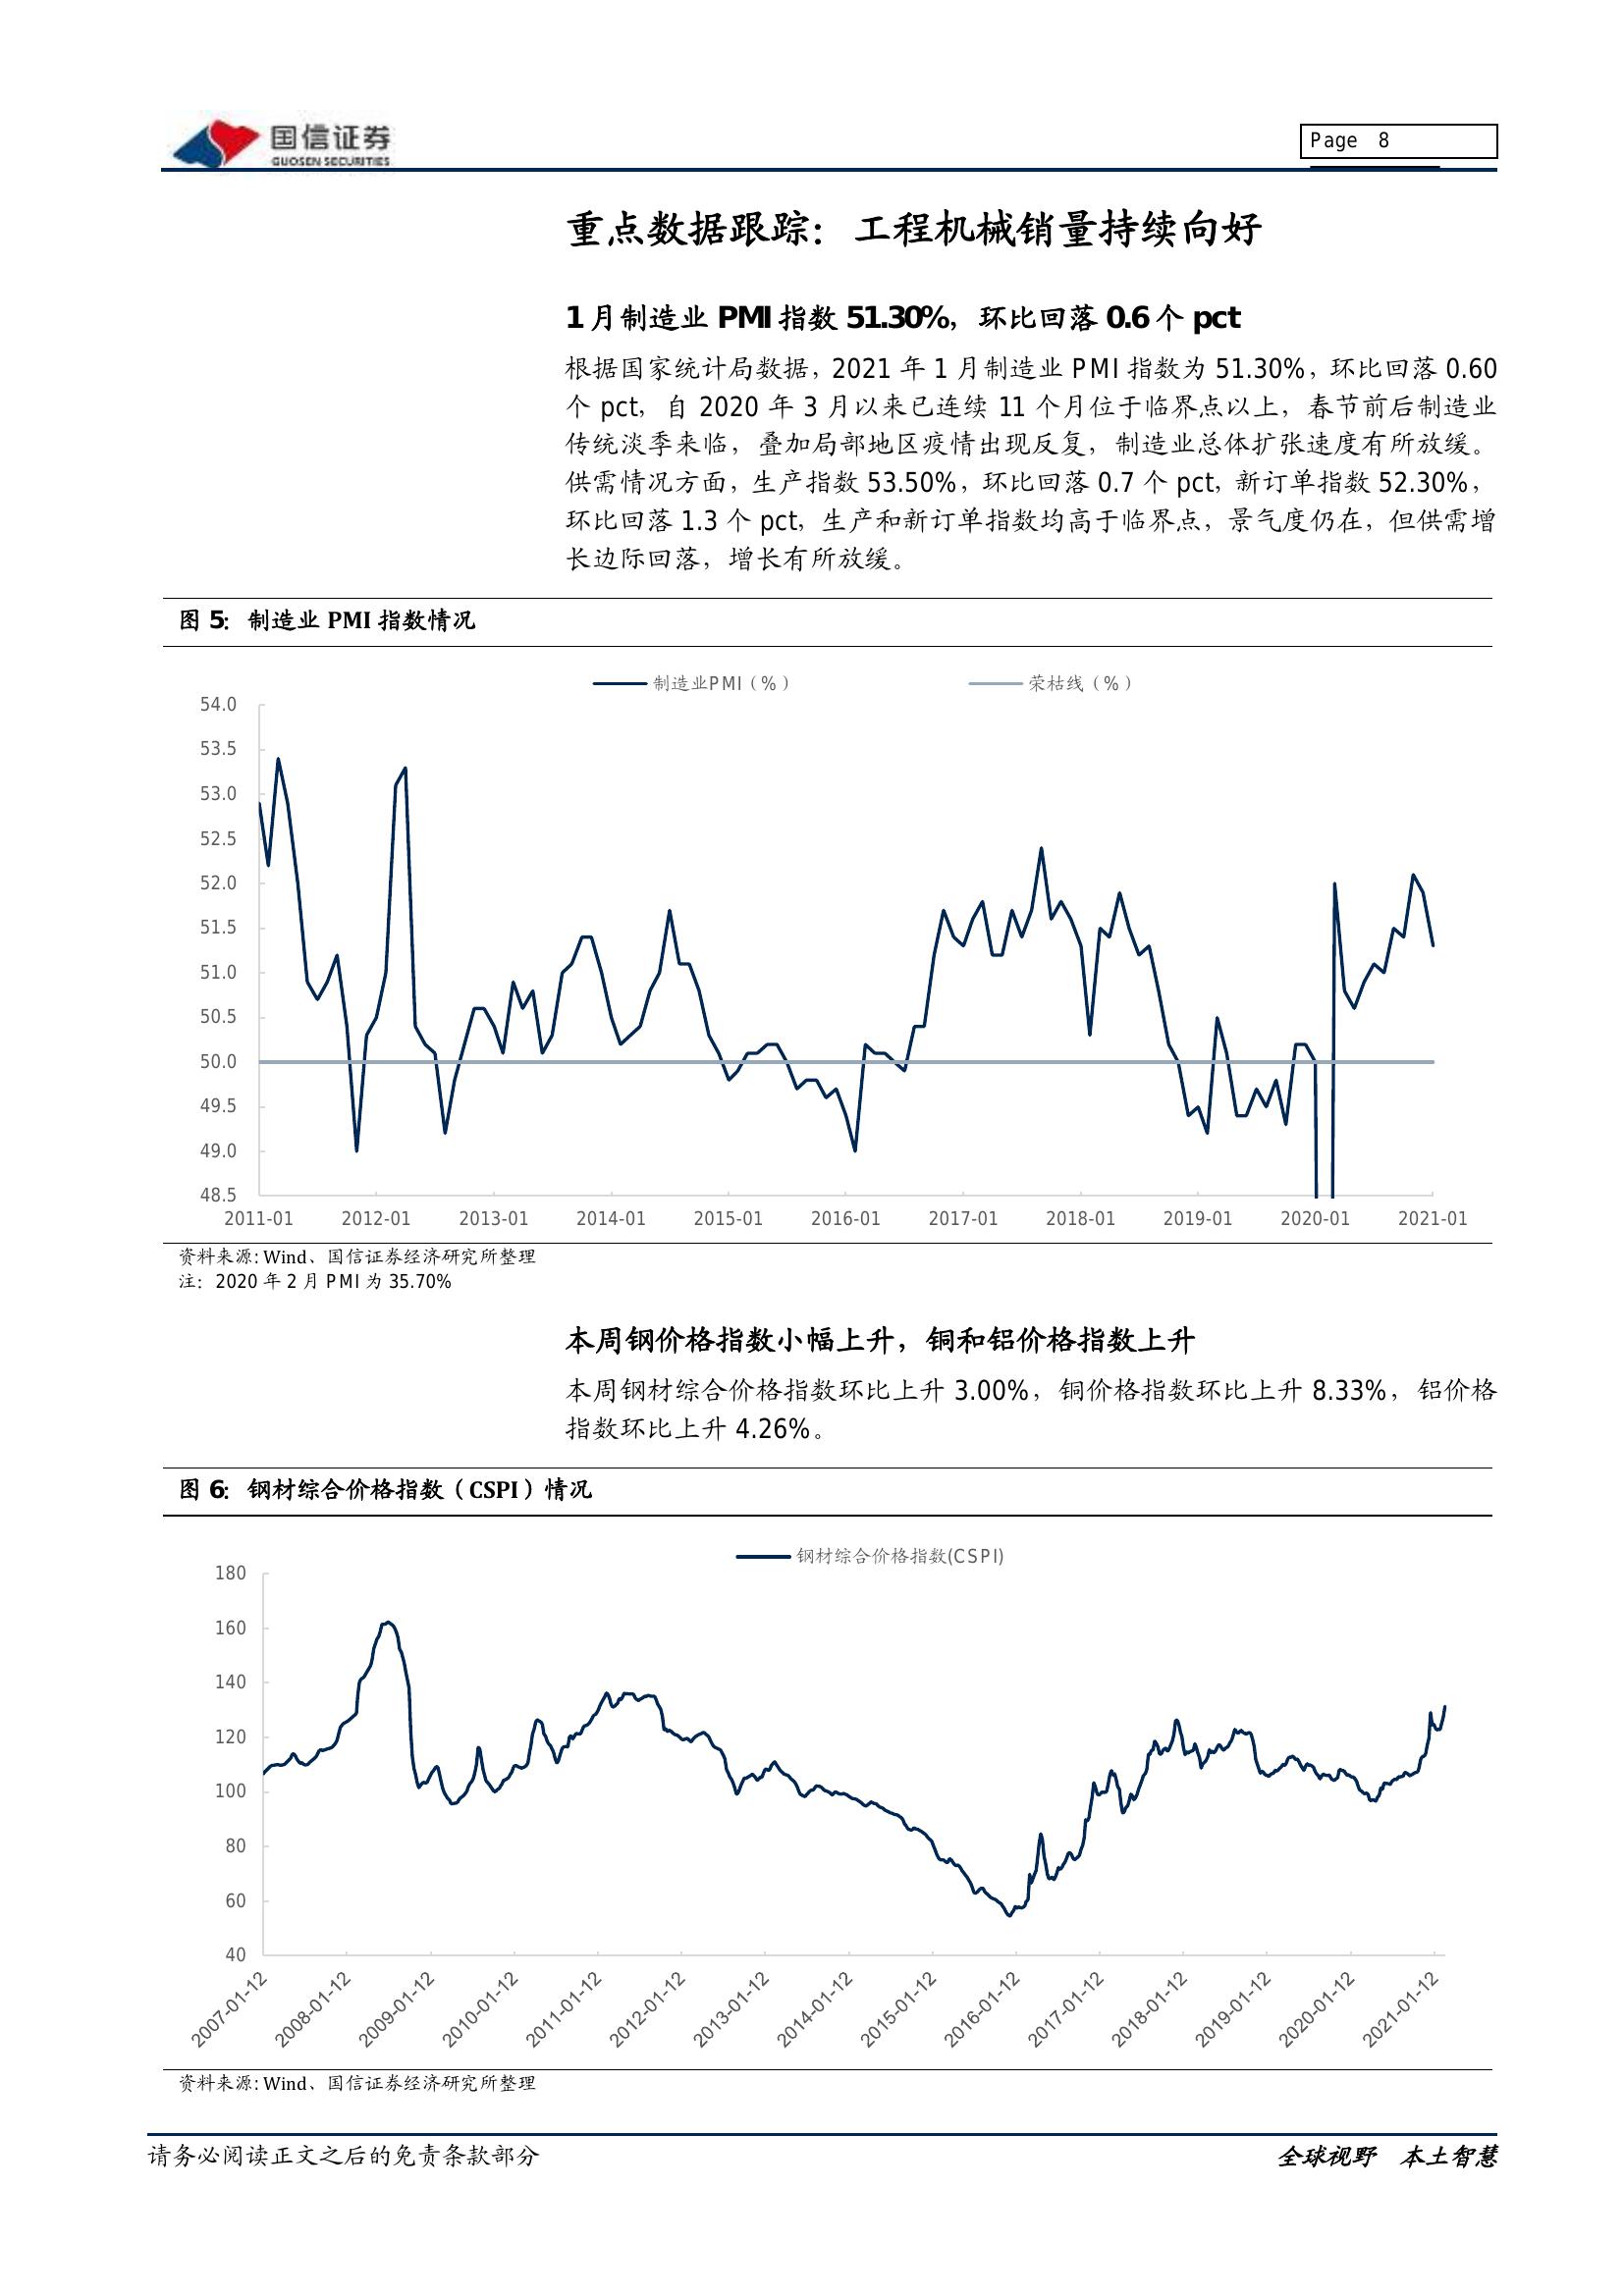 国信证券
GUOSEN SECURITIES
Page 8
重点数据跟踪：工程机械销量持续向好
1 月制造业 PMI 指数 51.30%，环比回落 0.6 个 pct
根据国家统计局数据，2021 年 1 月制造业 PMI 指数为 51.30%，环比回落 0.60
个 pct，自 2020 年 3 月以来已连续 11 个月位于临界点以上，春节前后制造业
传统淡季来临，叠加局部地区疫情出现反复，制造业总体扩张速度有所放缓。
供需情况方面，生产指数 53.50%，环比回落 0.7 个 pct，新订单指数 52.30%，
环比回落 1.3 个 pct，生产和新订单指数均高于临界点，景气度仍在，但供需增
长边际回落，增长有所放缓。
图 5：制造业 PMI 指数情况
制造业PMI（%） 荣枯线（%）
54.0
53.5
53.0
52.5
52.0
51.5
51.0
50.5
50.0
49.5
49.0
48.5
2011-01 2012-01 2013-01 2014-01 2015-01 2016-01 2017-01 2018-01 2019-01 2020-01 2021-01
资料来源: Wind、国信证券经济研究所整理
注：2020 年 2 月 PMI 为 35.70%
本周钢价格指数小幅上升，铜和铝价格指数上升
本周钢材综合价格指数环比上升 3.00%，铜价格指数环比上升 8.33%，铝价格
指数环比上升 4.26%。
图 6：钢材综合价格指数（CSPI）情况
钢材综合价格指数(CSPI)
180
160
140
120
100
80
60
40
2007-01-12 2008-01-12 2009-01-12 2010-01-12 2011-01-12 2012-01-12 2013-01-12 2014-01-12 2015-01-12 2016-01-12 2017-01-12 2018-01-12 2019-01-12 2020-01-12 2021-01-12
资料来源: Wind、国信证券经济研究所整理
请务必阅读正文之后的免责条款部分
全球视野 本土智慧